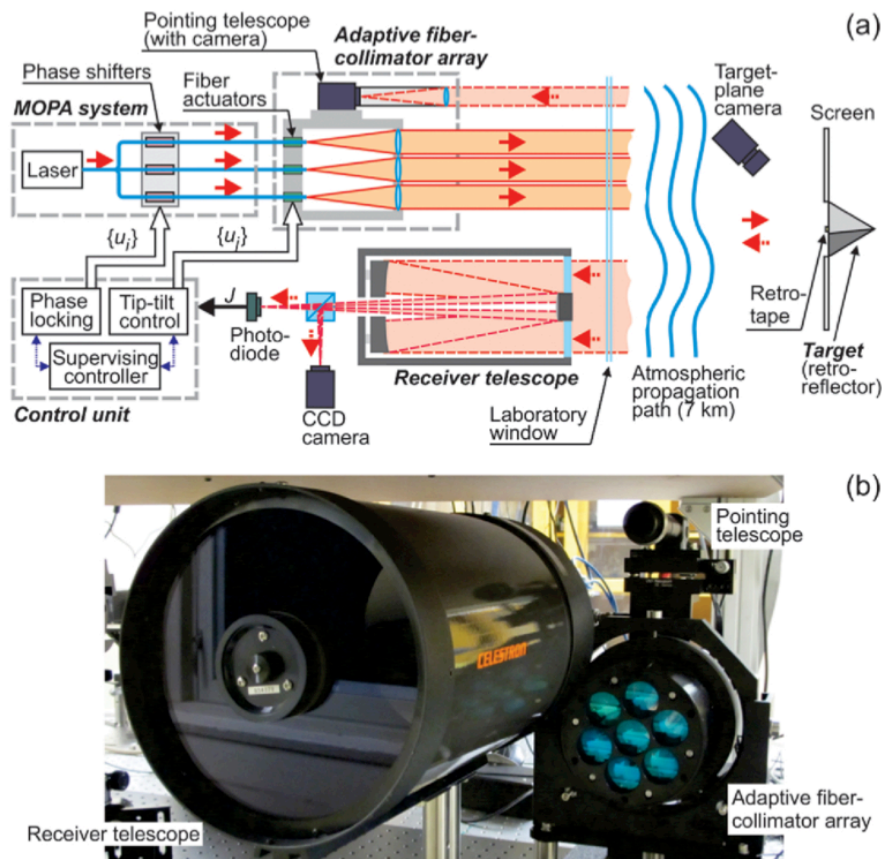 Pointing telescope
(with camera)
Adaptive fiber-
collimator array
(a)
Phase shifters
Fiber
actuators
MOPA system
Target-
plane
camera
Screen
Laser
{u_i}
{u_i}
Phase
locking
Tip-tilt
control
J
Photo-
diode
Supervising
controller
Control unit
CCD
camera
Receiver telescope
Laboratory
window
Atmospheric
propagation
path (7 km)
Retro-
tape
Target
(retro-
reflector)
(b)
Pointing
telescope
CELESTRON
Receiver telescope
Adaptive fiber-
collimator array